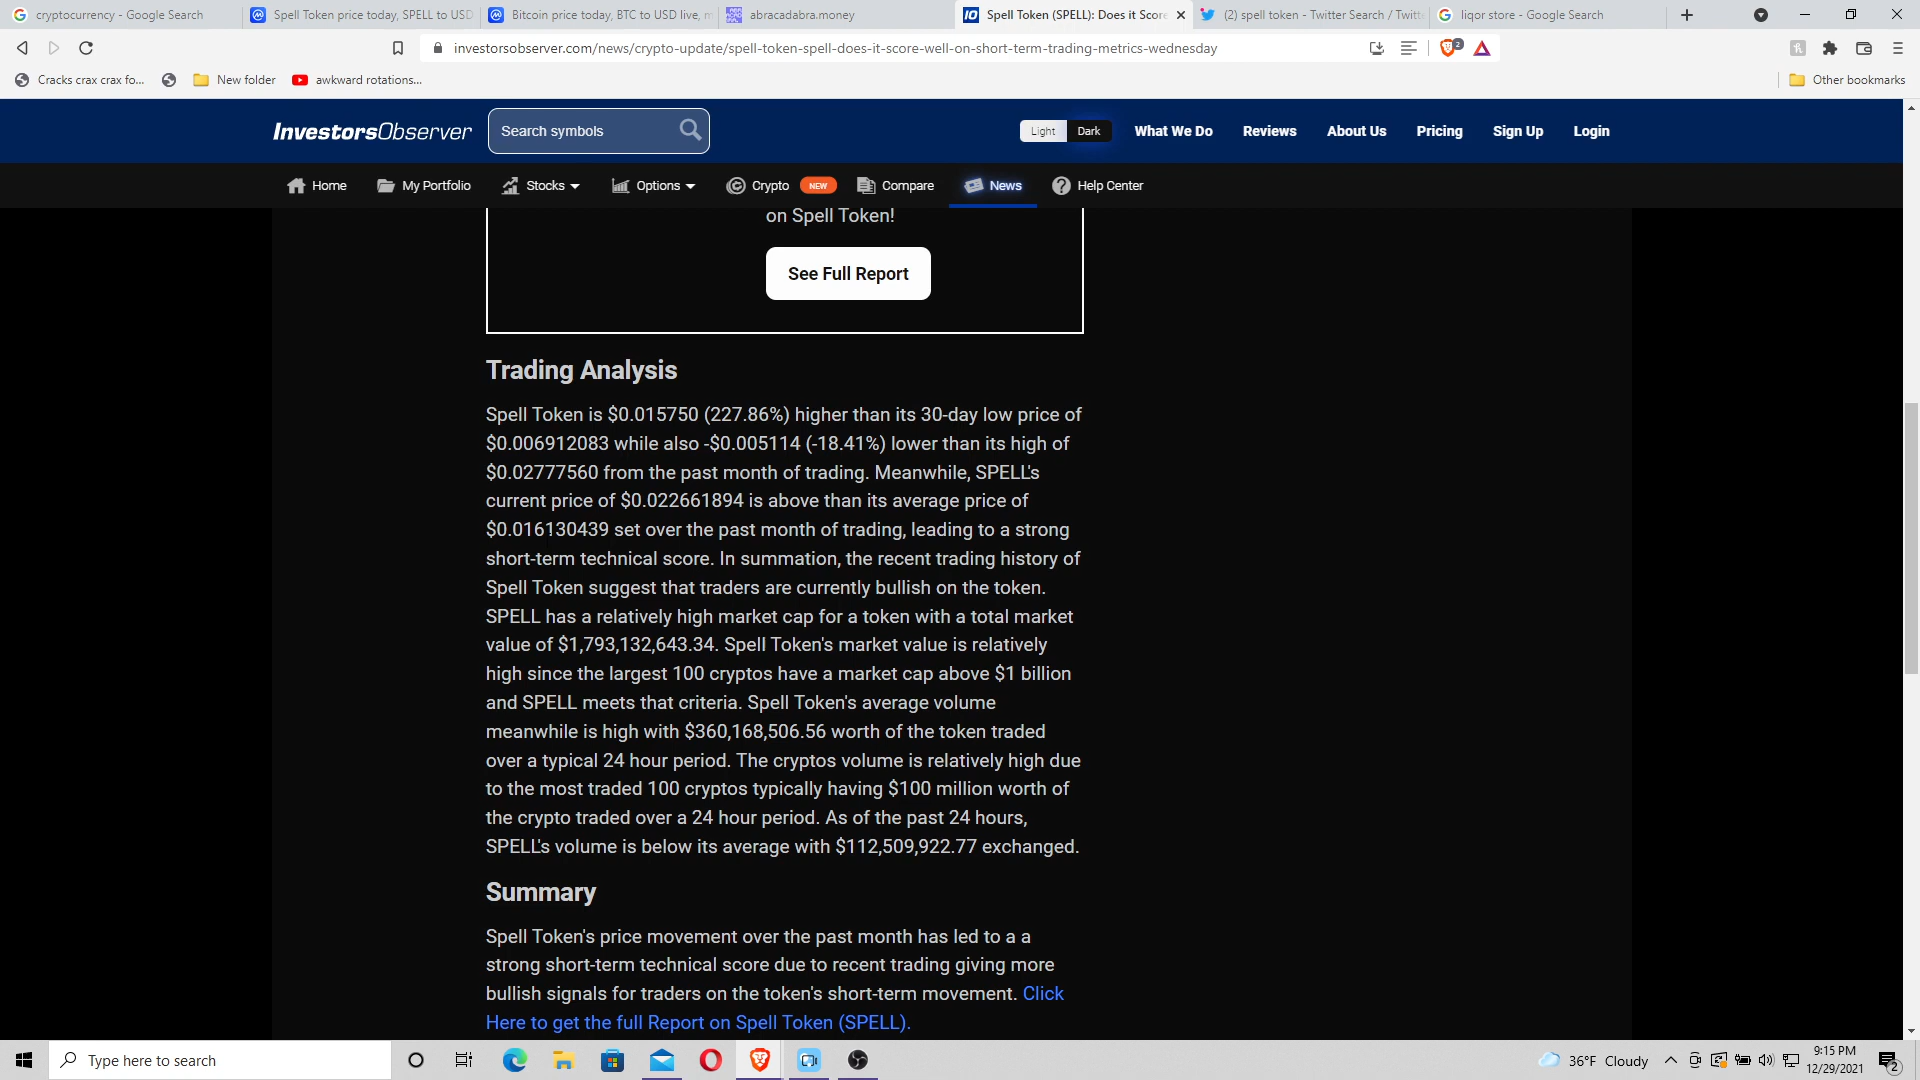 cryptocurrency - Google Search
Spell Token price today, SPELL to USD
Bitcoin price today, BTC to USD live, m
abracadabra.money
Spell Token (SPELL): Does it Score
(2) spell token - Twitter Search / Twitt
liqor store - Google Search
investorsobserver.com/news/crypto-update/spell-token-spell-does-it-score-well-on-short-term-trading-metrics-wednesday
2
Cracks crax crax fo...
New folder
awkward rotations...
Other bookmarks
InvestorsObserver
Search symbols
Light
Dark
What We Do
Reviews
About Us
Pricing
Sign Up
Login
Home
My Portfolio
Stocks
Options
Crypto
NEW
Compare
News
Help Center
on Spell Token!
See Full Report
Trading Analysis
Spell Token is $0.015750 (227.86%) higher than its 30-day low price of
$0.006912083 while also -$0.005114 (-18.41%) lower than its high of
$0.02777560 from the past month of trading. Meanwhile, SPELL's
current price of $0.022661894 is above than its average price of
$0.016130439 set over the past month of trading, leading to a strong
short-term technical score. In summation, the recent trading history of
Spell Token suggest that traders are currently bullish on the token.
SPELL has a relatively high market cap for a token with a total market
value of $1,793,132,643.34. Spell Token's market value is relatively
high since the largest 100 cryptos have a market cap above $1 billion
and SPELL meets that criteria. Spell Token's average volume
meanwhile is high with $360,168,506.56 worth of the token traded
over a typical 24 hour period. The cryptos volume is relatively high due
to the most traded 100 cryptos typically having $100 million worth of
the crypto traded over a 24 hour period. As of the past 24 hours,
SPELL's volume is below its average with $112,509,922.77 exchanged.
Summary
Spell Token's price movement over the past month has led to a a
strong short-term technical score due to recent trading giving more
bullish signals for traders on the token's short-term movement. Click
Here to get the full Report on Spell Token (SPELL).
Type here to search
36°F Cloudy
9:15 PM
12/29/2021
2